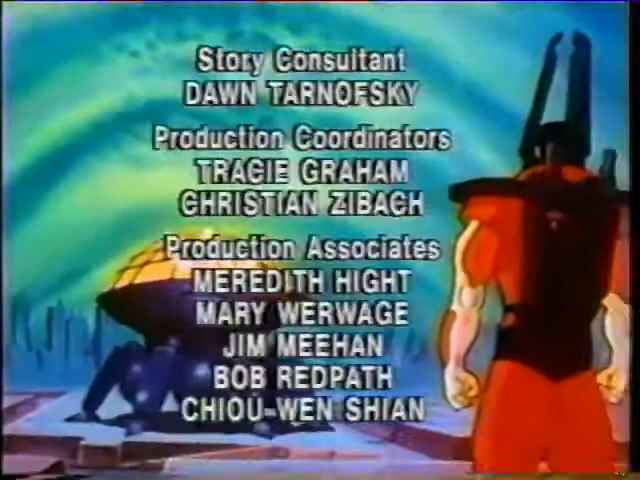 Story Consultant
DAWN TARNOFSKY
Production Coordinators
TRACIE GRAHAM
CHRISTIAN ZIBACH
Production Associates
MEREDITH HIGHT
MARY WERWAGE
JIM MEEHAN
BOB REDPATH
CHIOU-WEN SHIAN